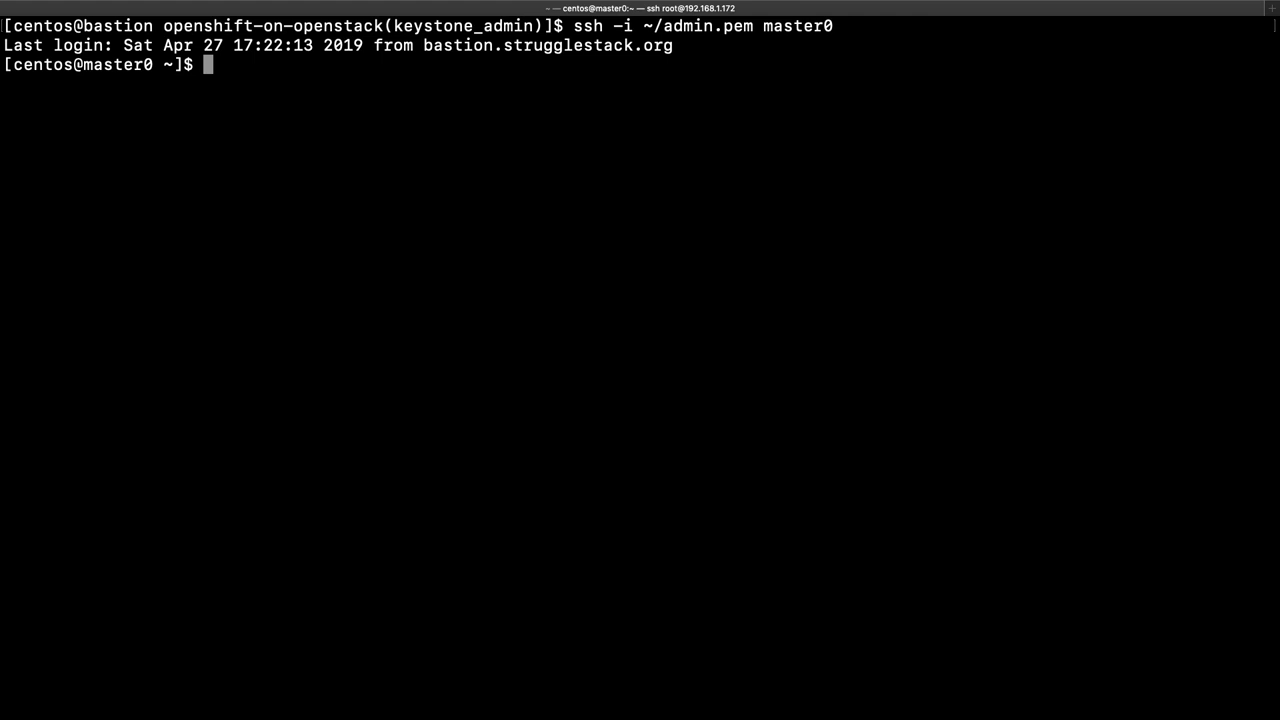 ~ — centos@master0:~ — ssh root@192.168.1.172
[centos@bastion openshift-on-openstack(keystone_admin)]$ ssh -i ~/admin.pem master0
Last login: Sat Apr 27 17:22:13 2019 from bastion.strugglestack.org
[centos@master0 ~]$